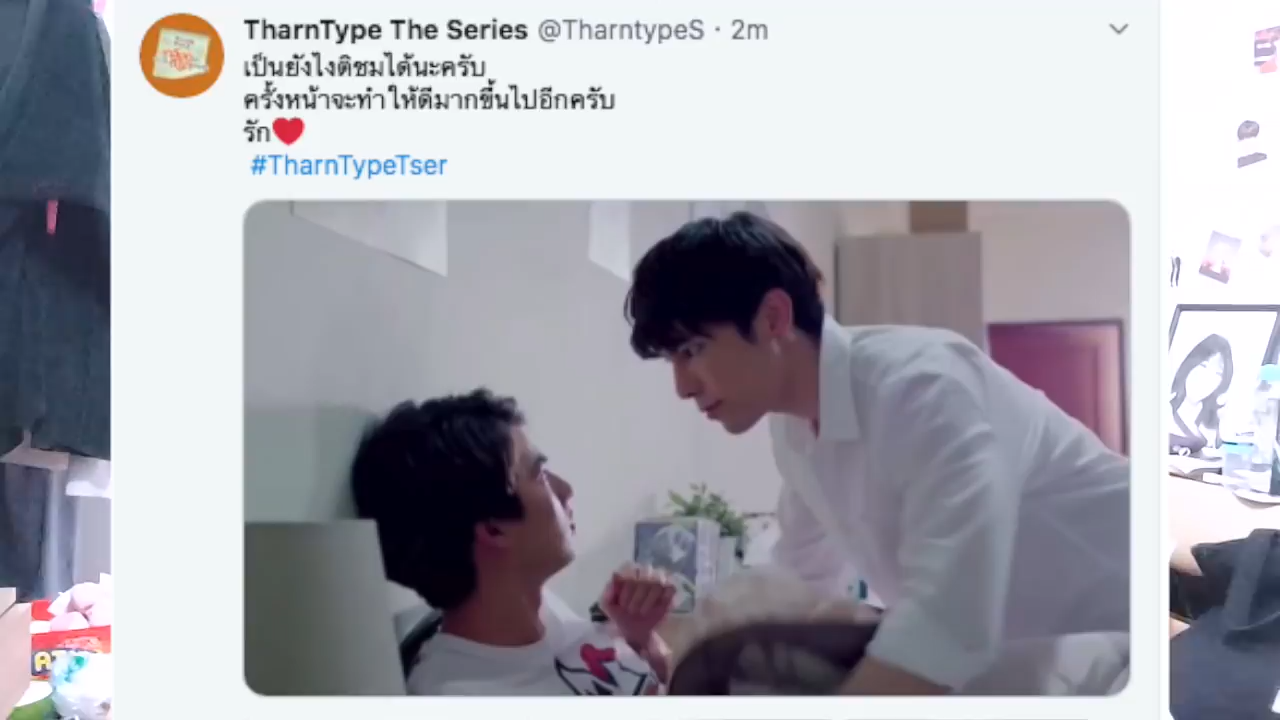 TharnType The Series @TharntypeS · 2m
เป็นยังไงติชมได้นะครับ
ครั้งหน้าจะทำให้ดีมากขึ้นไปอีกครับ
รัก❤️
#TharnTypeTser